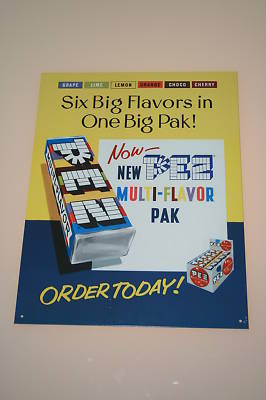 GRAPE LIME LEMON ORANGE CHOCO CHERRY
Six Big Flavors in
One Big Pak!
Now-
NEW PEZ
MULTI-FLAVOR
PAK
PEZ
ORDER TODAY!
PEZ